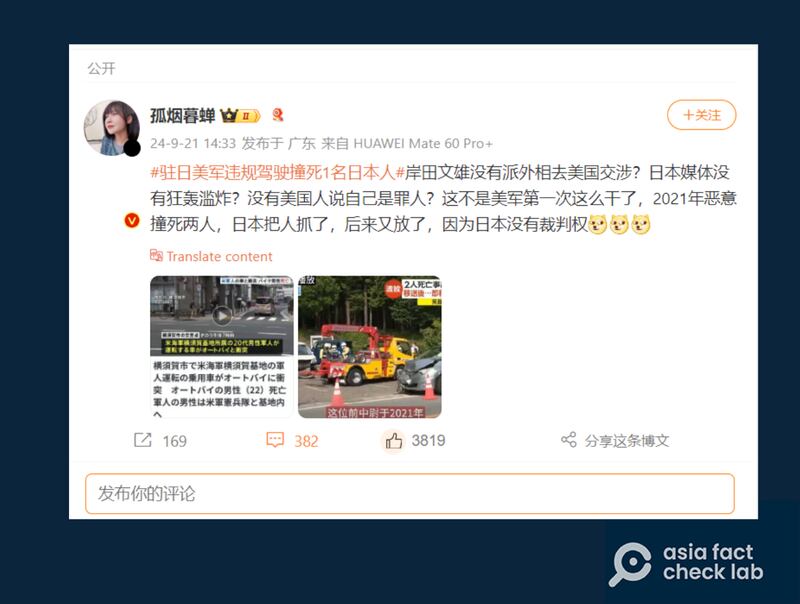 公开
孤烟暮蝉 II
+关注
24-9-21 14:33 发布于 广东 来自 HUAWEI Mate 60 Pro+
#驻日美军违规驾驶撞死1名日本人#岸田文雄没有派外相去美国交涉？日本媒体没
有狂轰滥炸？没有美国人说自己是罪人？这不是美军第一次这么干了，2021年恶意
撞死两人，日本把人抓了，后来又放了，因为日本没有裁判权
Translate content
米海軍横須賀基地所属の20代男性軍人が
運転する車がオートバイと衝突
横須賀市で米海軍横須賀基地の軍
人運転の乗用車がオートバイに衝
突 オートバイの男性（22）死亡
軍人の男性は米軍憲兵隊と基地内
へ
2人死亡事
这位前中尉于2021年
169
382
3819
分享这条博文
发布你的评论
asia fact
check lab